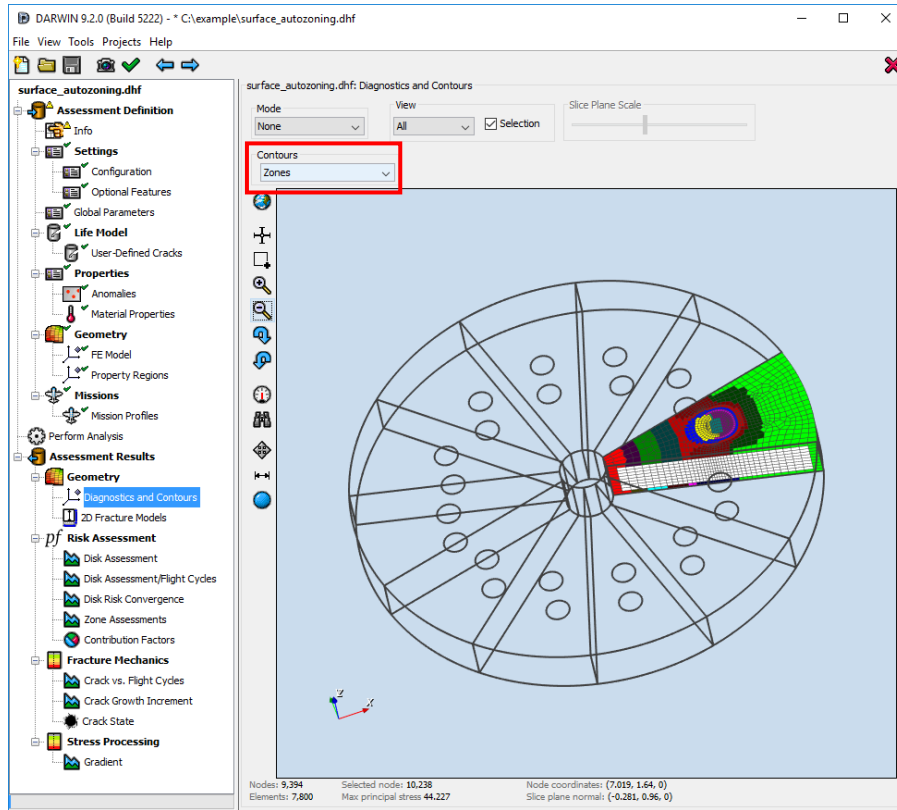 DARWIN 9.2.0 (Build 5222) - * C:\example\surface_autozoning.dhf
File View Tools Projects Help
surface_autozoning.dhf
Assessment Definition
Info
Settings
Configuration
Optional Features
Global Parameters
Life Model
User-Defined Cracks
Properties
Anomalies
Material Properties
Geometry
FE Model
Property Regions
Missions
Mission Profiles
Perform Analysis
Assessment Results
Geometry
Diagnostics and Contours
2D Fracture Models
pf Risk Assessment
Disk Assessment
Disk Assessment/Flight Cycles
Disk Risk Convergence
Zone Assessments
Contribution Factors
Fracture Mechanics
Crack vs. Flight Cycles
Crack Growth Increment
Crack State
Stress Processing
Gradient
surface_autozoning.dhf: Diagnostics and Contours
Mode View Slice Plane Scale
None All Selection
Contours
Zones
Z
X
Nodes: 9,394 Selected node: 10,238 Node coordinates: (7.019, 1.64, 0)
Elements: 7,800 Max principal stress 44.227 Slice plane normal: (-0.281, 0.96, 0)